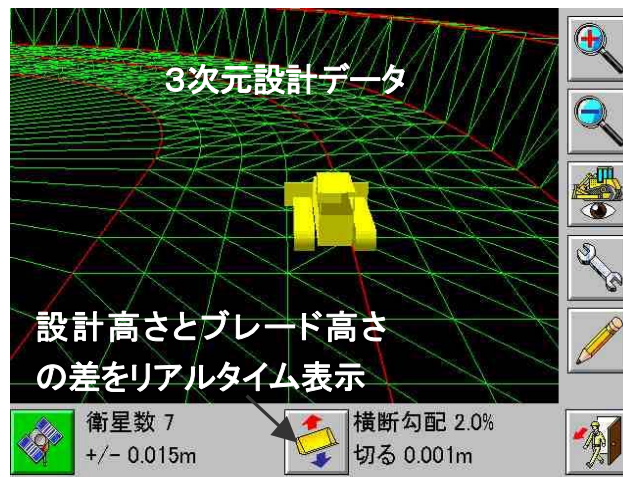 ３次元設計データ
設計高さとブレード高さ
の差をリアルタイム表示
衛星数 7
+/- 0.015m
横断勾配 2.0%
切る 0.001m